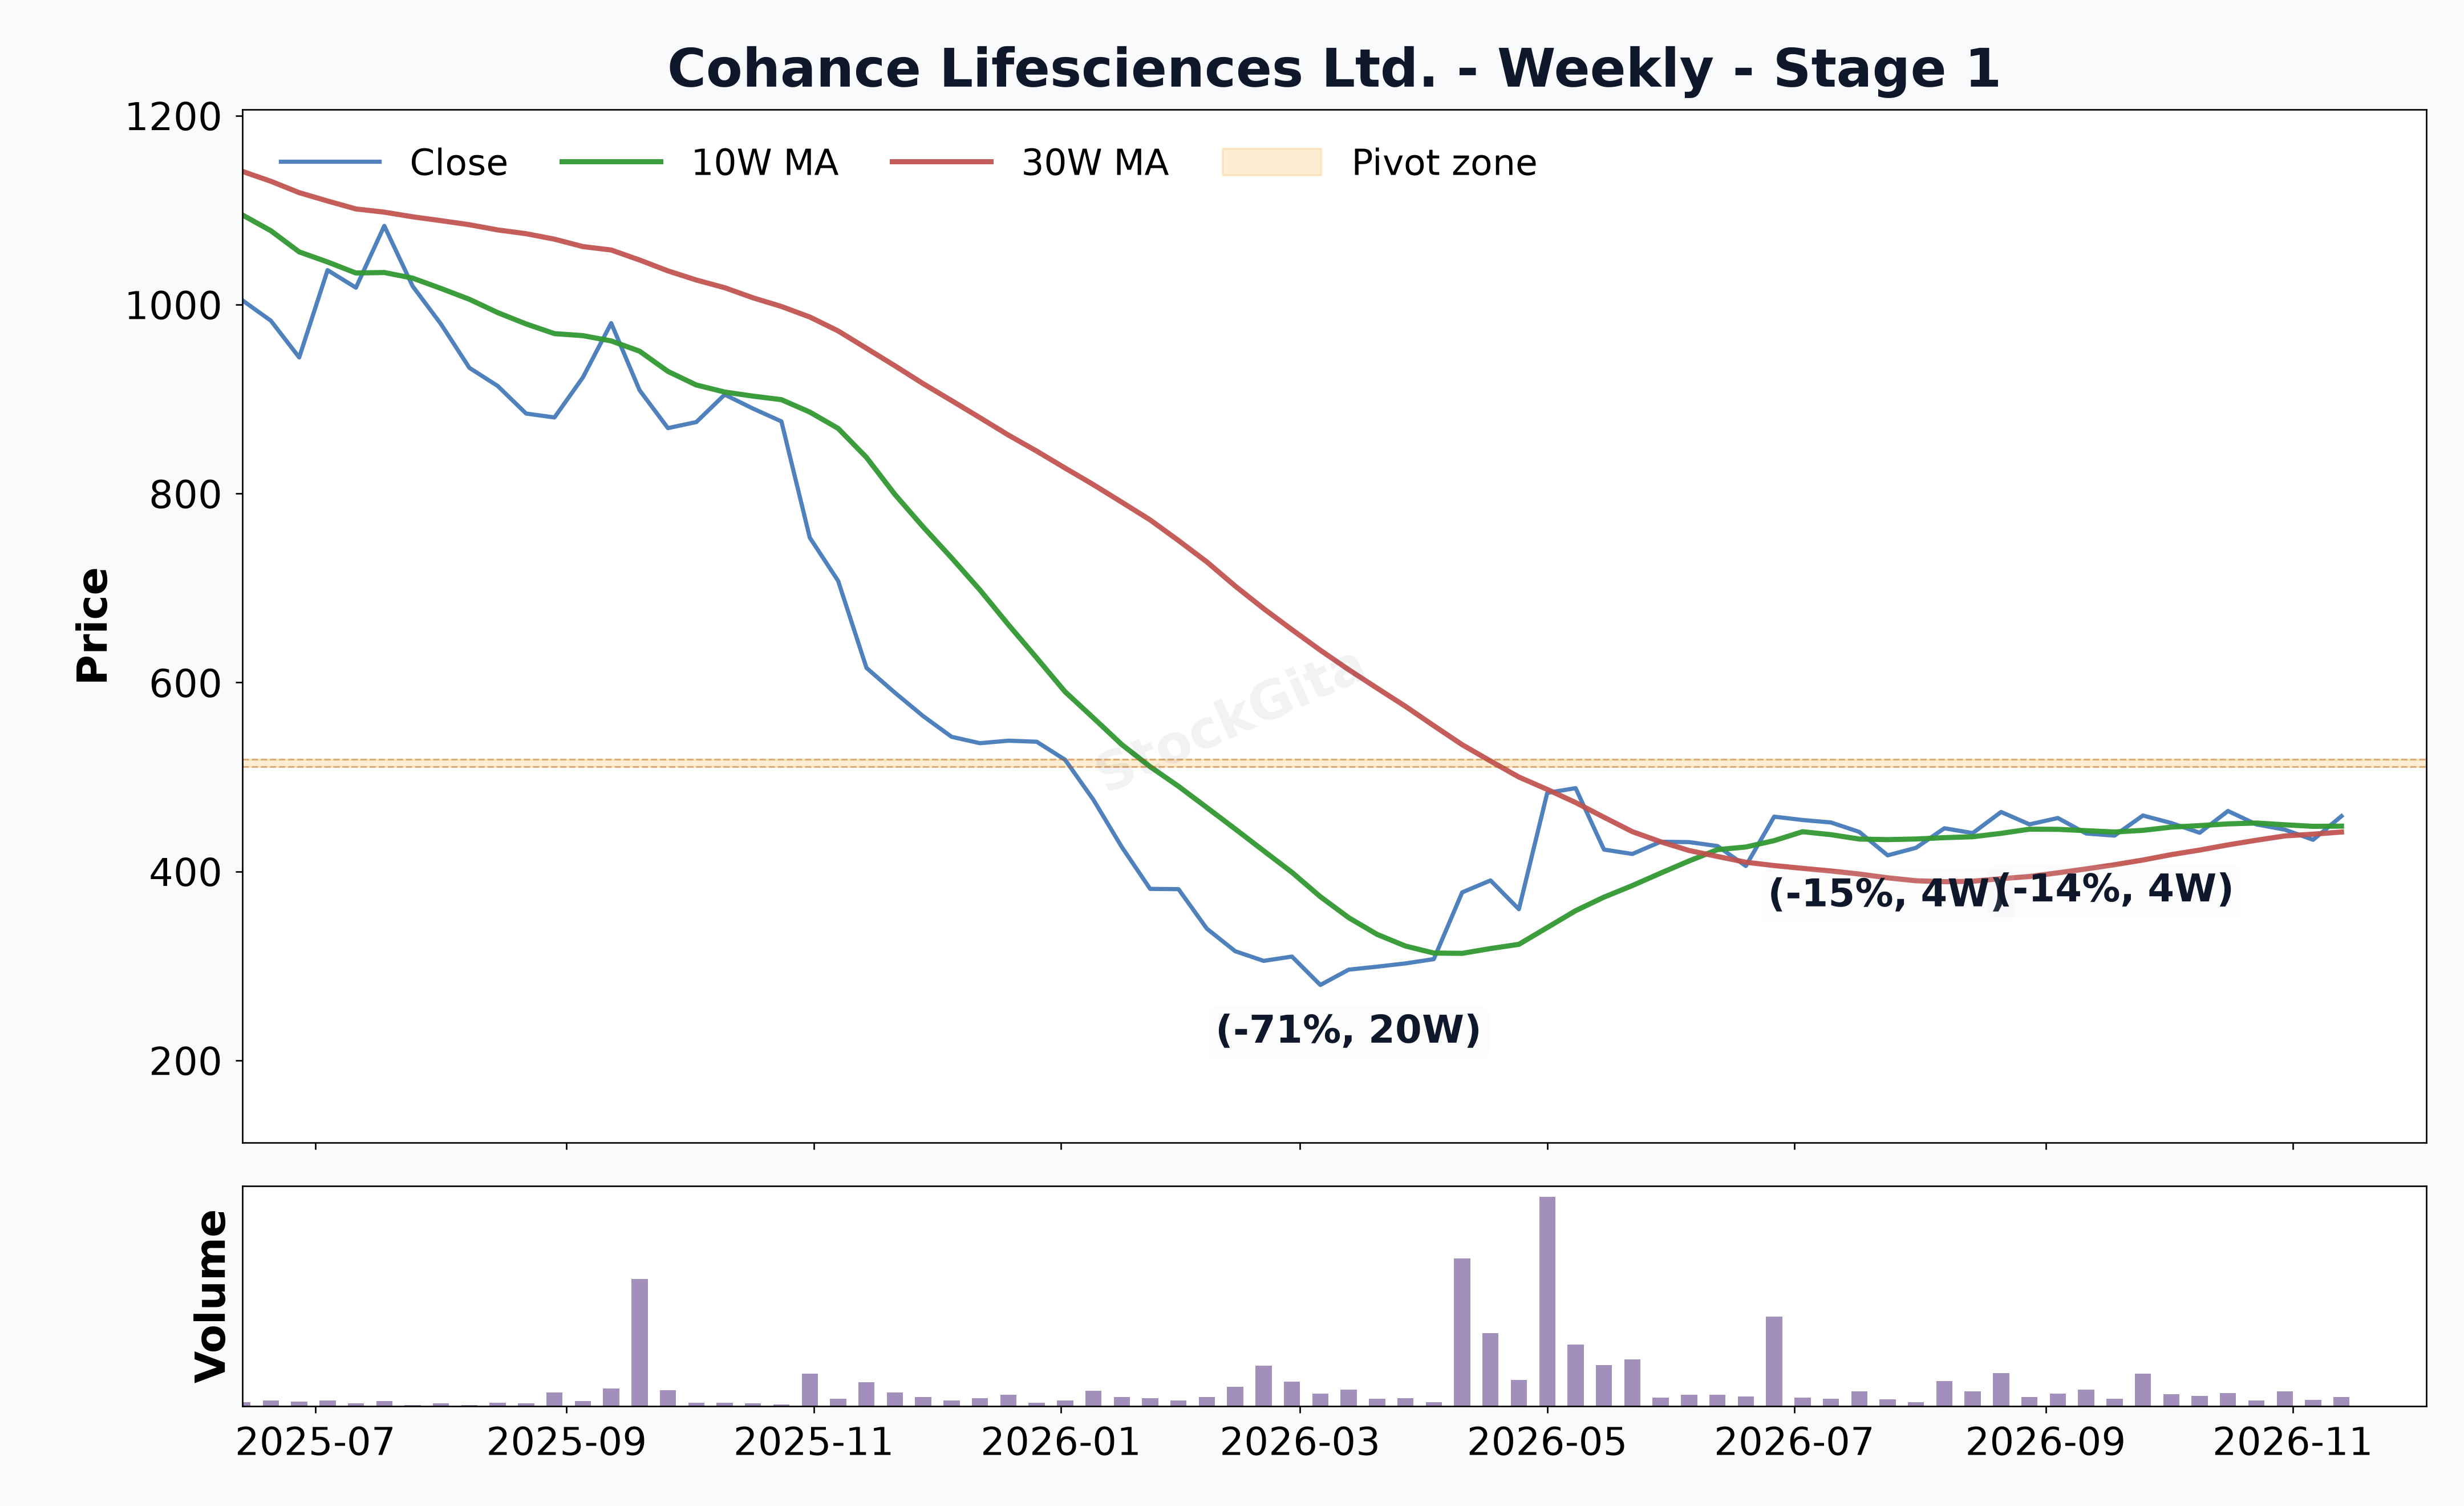 Cohance Lifesciences Ltd. - Weekly - Stage 1
Close 10W MA 30W MA Pivot zone
Price
1200
1000
800
600
400
200
StockGita
(-71%, 20W)
(-15%, 4W)
(-14%, 4W)
Volume
2025-07 2025-09 2025-11 2026-01 2026-03 2026-05 2026-07 2026-09 2026-11